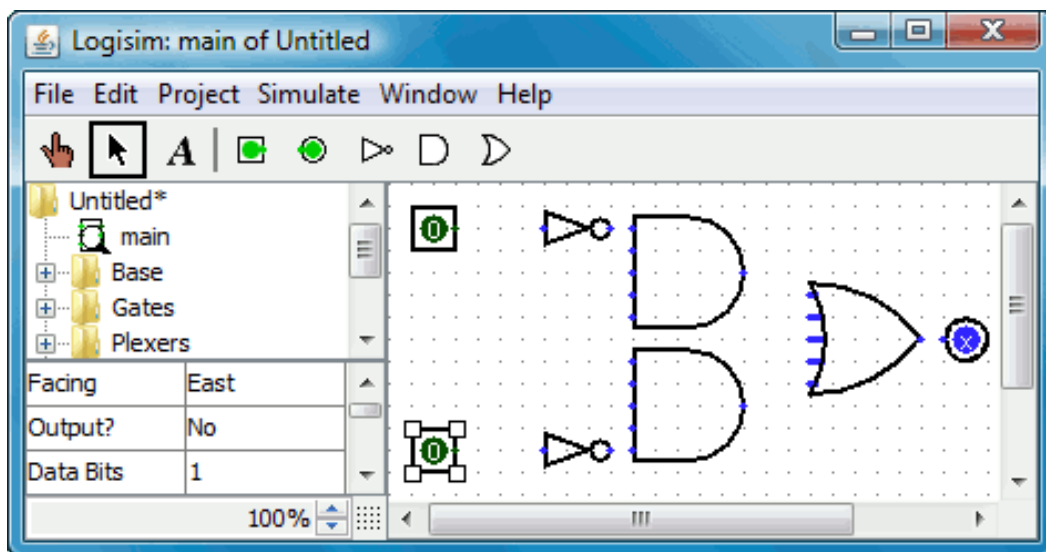 Logisim: main of Untitled
File Edit Project Simulate Window Help
A
Untitled*
main
Base
Gates
Plexers
Facing East
Output? No
Data Bits 1
100%
0
0
x